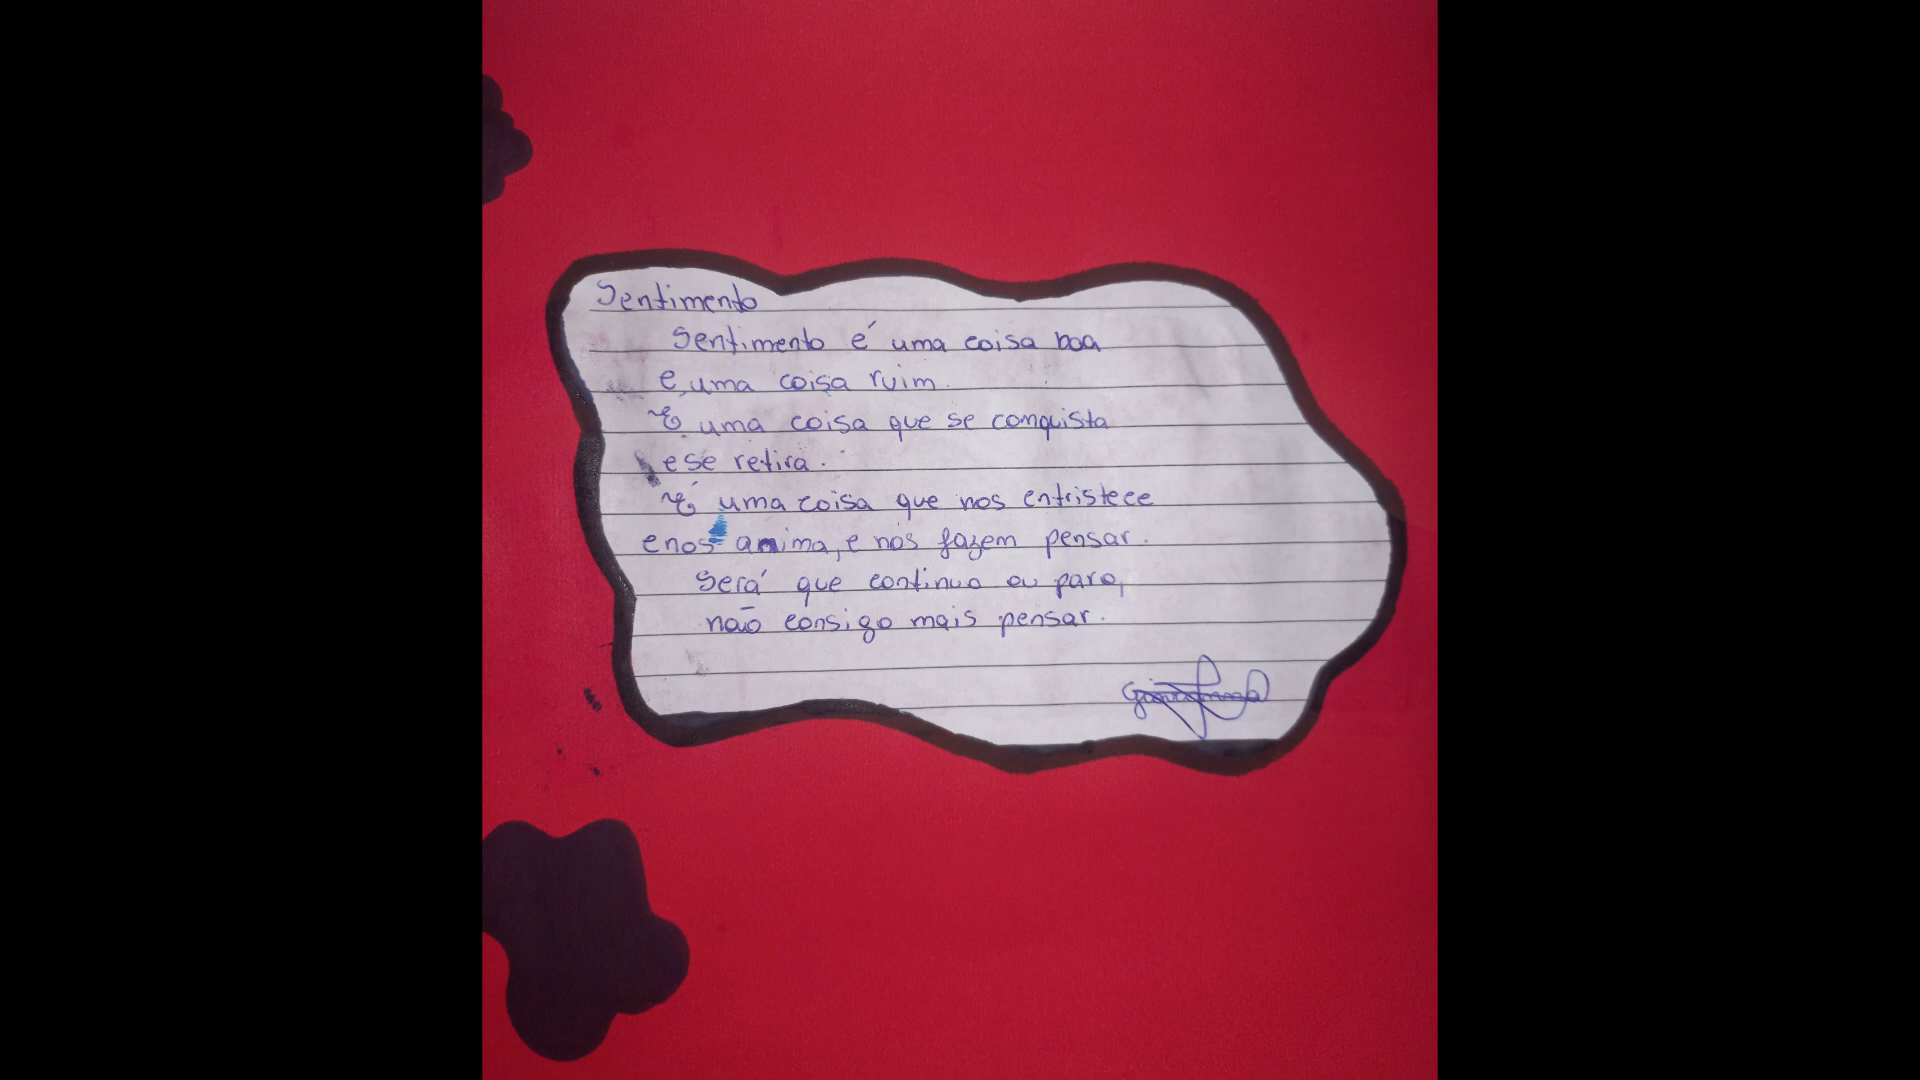 Sentimento
Sentimento é uma coisa boa
e uma coisa ruim.
É uma coisa que se conquista
e se retira.
É uma coisa que nos entristece
e nos anima, e nos fazem pensar.
Será que continuo ou paro,
não consigo mais pensar.